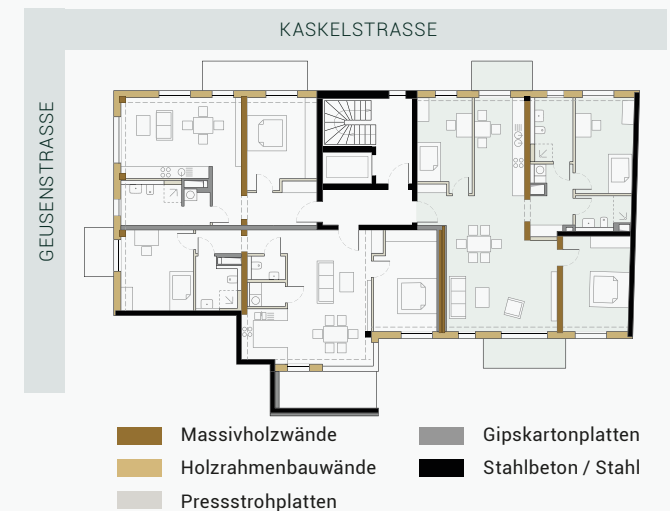 KASKELSTRASSE
GEUSENSTRASSE
Massivholzwände
Holzrahmenbauwände
Pressstrohplatten
Gipskartonplatten
Stahlbeton / Stahl